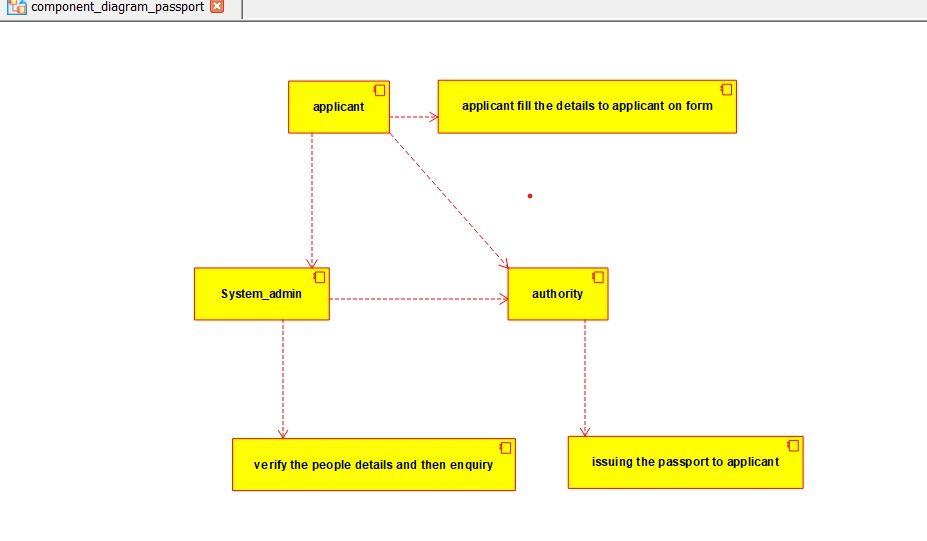 component_diagram_passport
applicant
applicant fill the details to applicant on form
System_admin
authority
verify the people details and then enquiry
issuing the passport to applicant